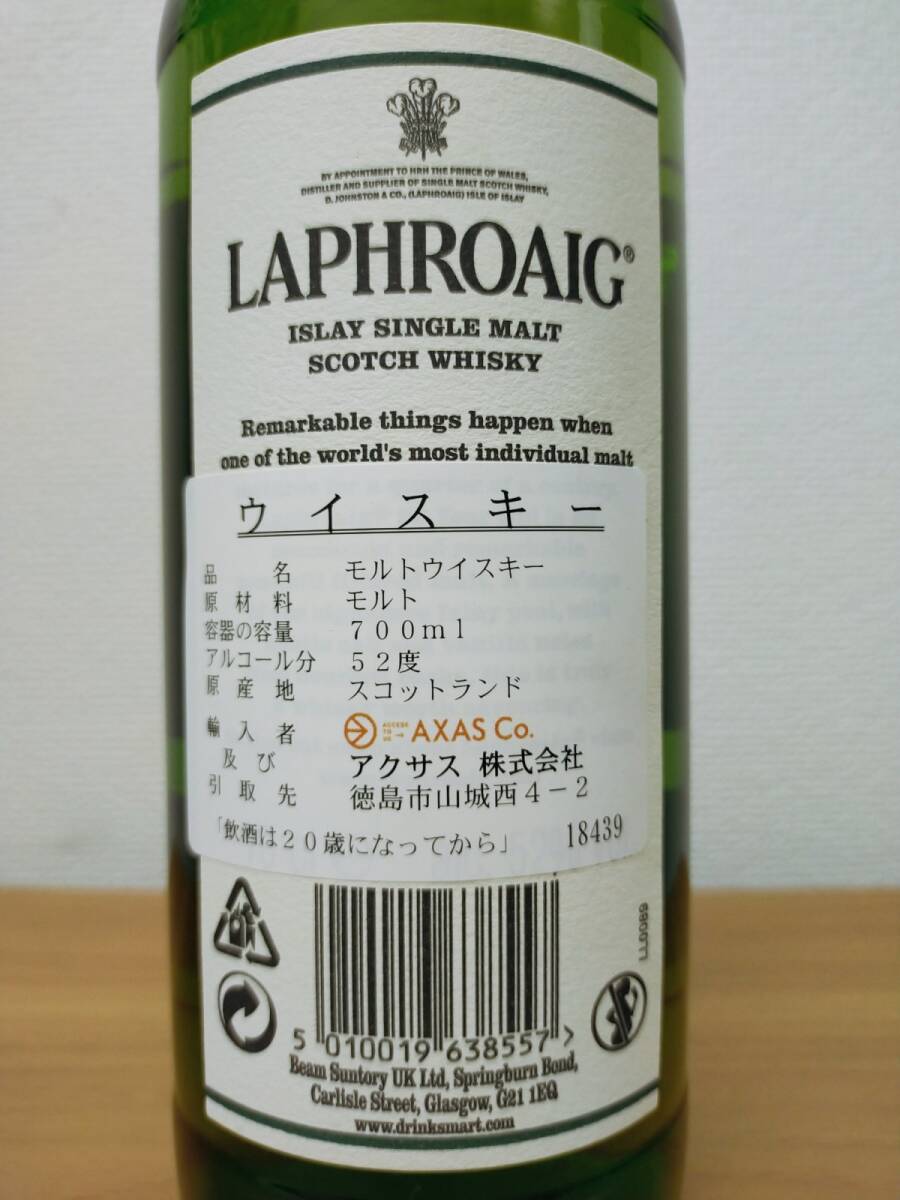 BY APPOINTMENT TO HRH THE PRINCE OF WALES,
DISTILLER AND SUPPLIER OF SINGLE MALT SCOTCH WHISKY,
D. JOHNSTON & CO., (LAPHROAIG) ISLE OF ISLAY
LAPHROAIG®
ISLAY SINGLE MALT
SCOTCH WHISKY
Remarkable things happen when
one of the world's most individual malt
ウイスキー
品名 モルトウイスキー
原材料 モルト
容器の容量 700ml
アルコール分 52度
原産地 スコットランド
輸入者 ACCESS TO US → AXAS Co.
及び アクサス 株式会社
引取先 徳島市山城西4-2
「飲酒は20歳になってから」 18439
LL0089
5 010019 638557 >
Beam Suntory UK Ltd, Springburn Bond,
Carlisle Street, Glasgow, G21 1EQ
www.drinksmart.com